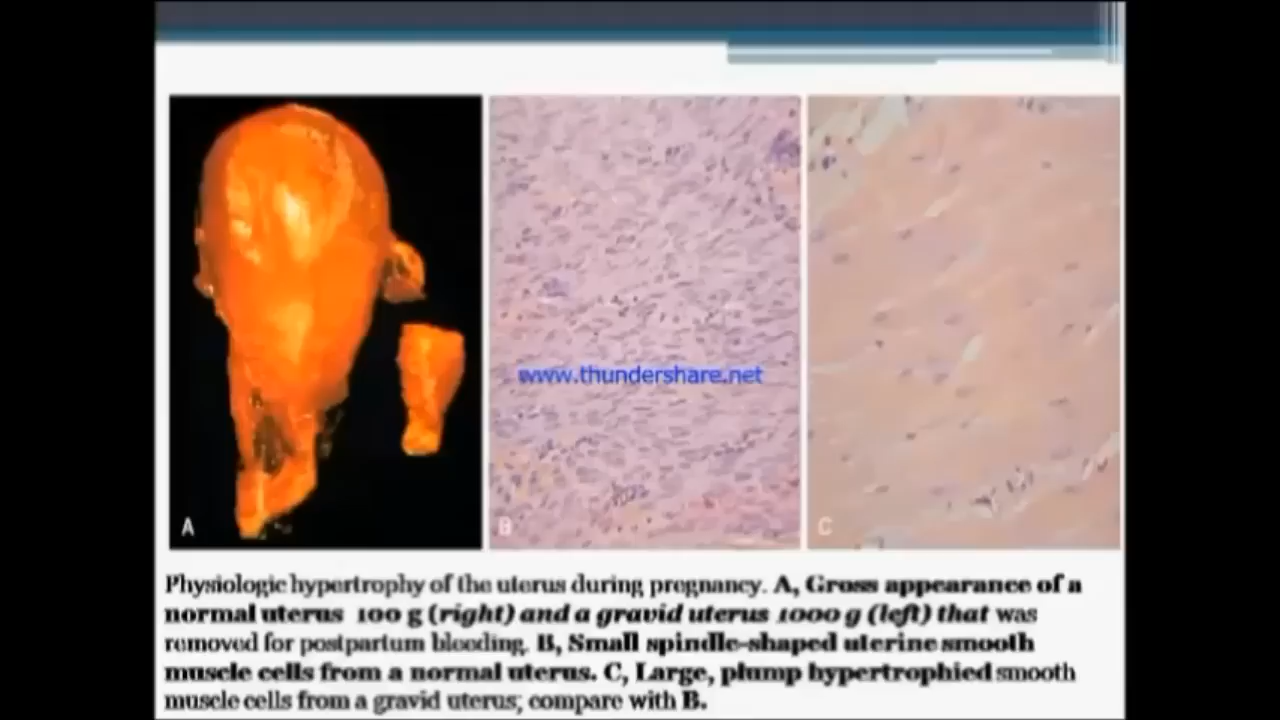 www.thundershare.net
A
B
C
Physiologic hypertrophy of the uterus during pregnancy. A, Gross appearance of a
normal uterus 100 g (right) and a gravid uterus 1000 g (left) that was
removed for postpartum bleeding. B, Small spindle-shaped uterine smooth
muscle cells from a normal uterus. C, Large, plump hypertrophied smooth
muscle cells from a gravid uterus; compare with B.